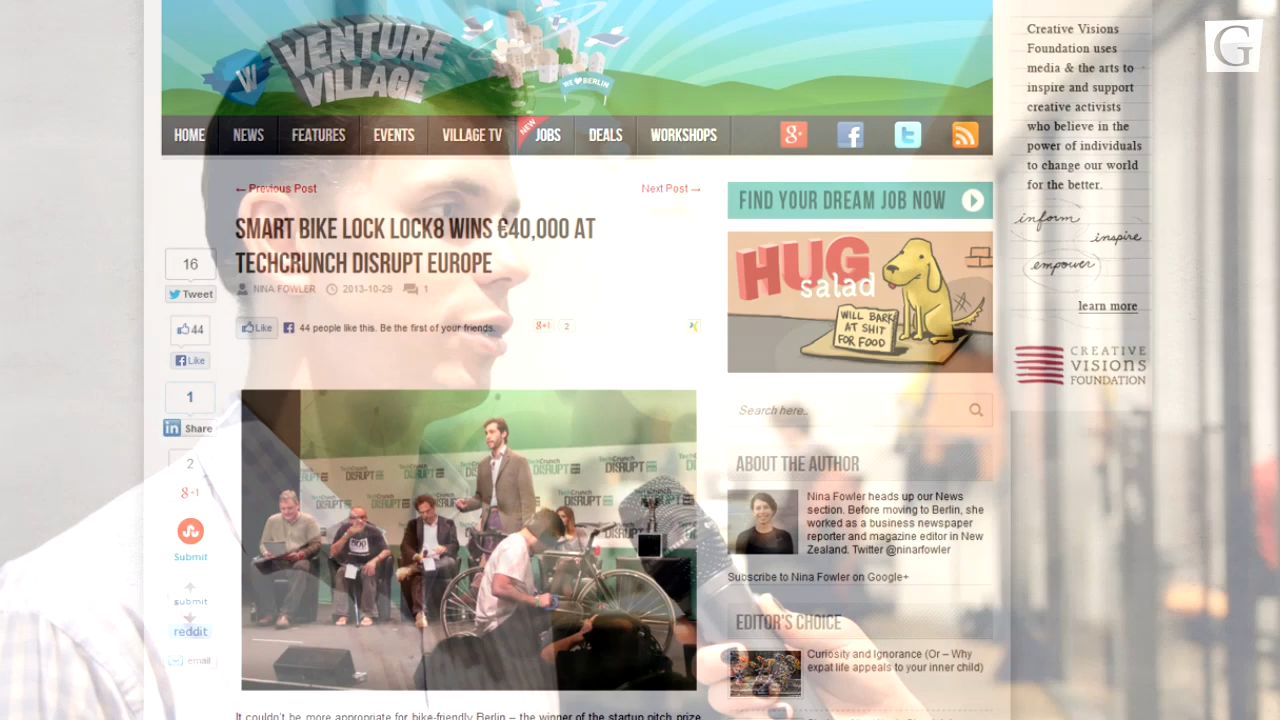 VENTURE
VILLAGE
WE BERLIN
G
HOME
NEWS
FEATURES
EVENTS
VILLAGE TV
NEW
JOBS
DEALS
WORKSHOPS
← Previous Post
Next Post →
SMART BIKE LOCK LOCK8 WINS €40,000 AT
TECHCRUNCH DISRUPT EUROPE
NINA FOWLER
2013-10-29
1
Like
44 people like this. Be the first of your friends.
g+1
2
16
Tweet
44
Like
1
in Share
2
g+1
Submit
submit
reddit
email
TechCrunch
DISRUPT
TechCrunch
DISRUPT
TechCrunch
DISRUPT
It couldn't be more appropriate for bike-friendly Berlin – the winner of the startup pitch prize
FIND YOUR DREAM JOB NOW
HUG
salad
WILL BARK
AT SHIT
FOR FOOD
Search here..
ABOUT THE AUTHOR
Nina Fowler heads up our News
section. Before moving to Berlin, she
worked as a business newspaper
reporter and magazine editor in New
Zealand. Twitter @ninarfowler
Subscribe to Nina Fowler on Google+
EDITOR'S CHOICE
Curiosity and Ignorance (Or – Why
expat life appeals to your inner child)
Creative Visions
Foundation uses
media & the arts to
inspire and support
creative activists
who believe in the
power of individuals
to change our world
for the better.
inform
inspire
empower
learn more
CREATIVE
VISIONS
FOUNDATION